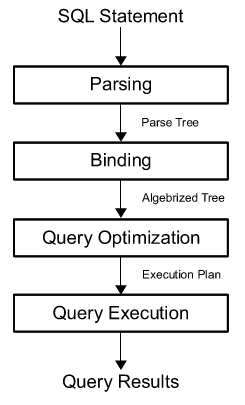 SQL Statement
Parsing
Parse Tree
Binding
Algebrized Tree
Query Optimization
Execution Plan
Query Execution
Query Results